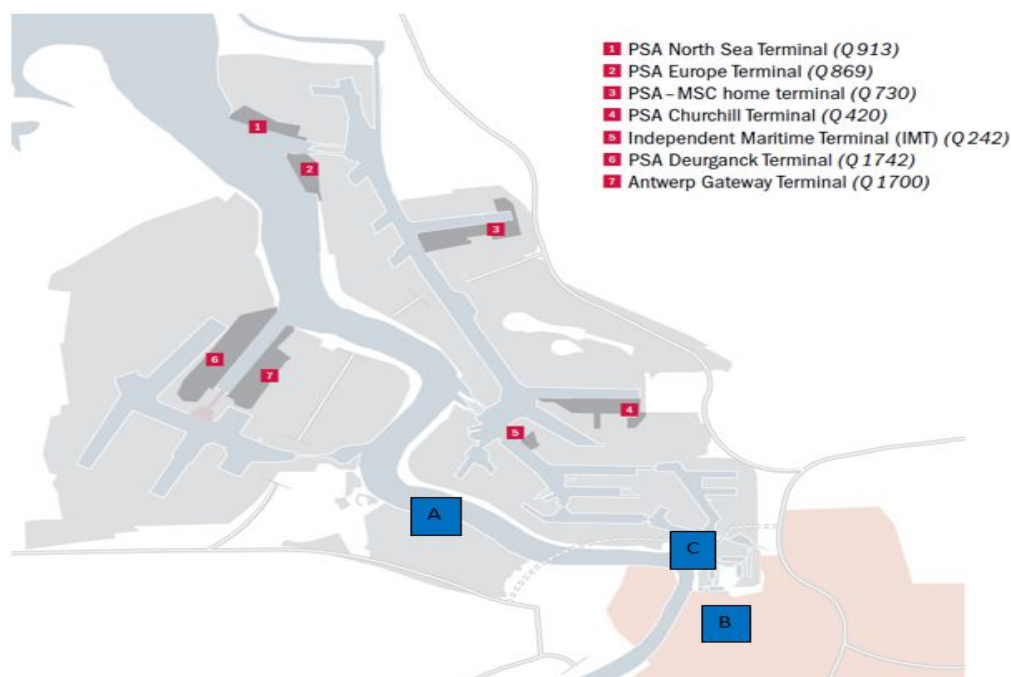 1 PSA North Sea Terminal (Q 913)
2 PSA Europe Terminal (Q 869)
3 PSA – MSC home terminal (Q 730)
4 PSA Churchill Terminal (Q 420)
5 Independent Maritime Terminal (IMT) (Q 242)
6 PSA Deurganck Terminal (Q 1742)
7 Antwerp Gateway Terminal (Q 1700)
1
2
3
6
7
4
5
A
C
B